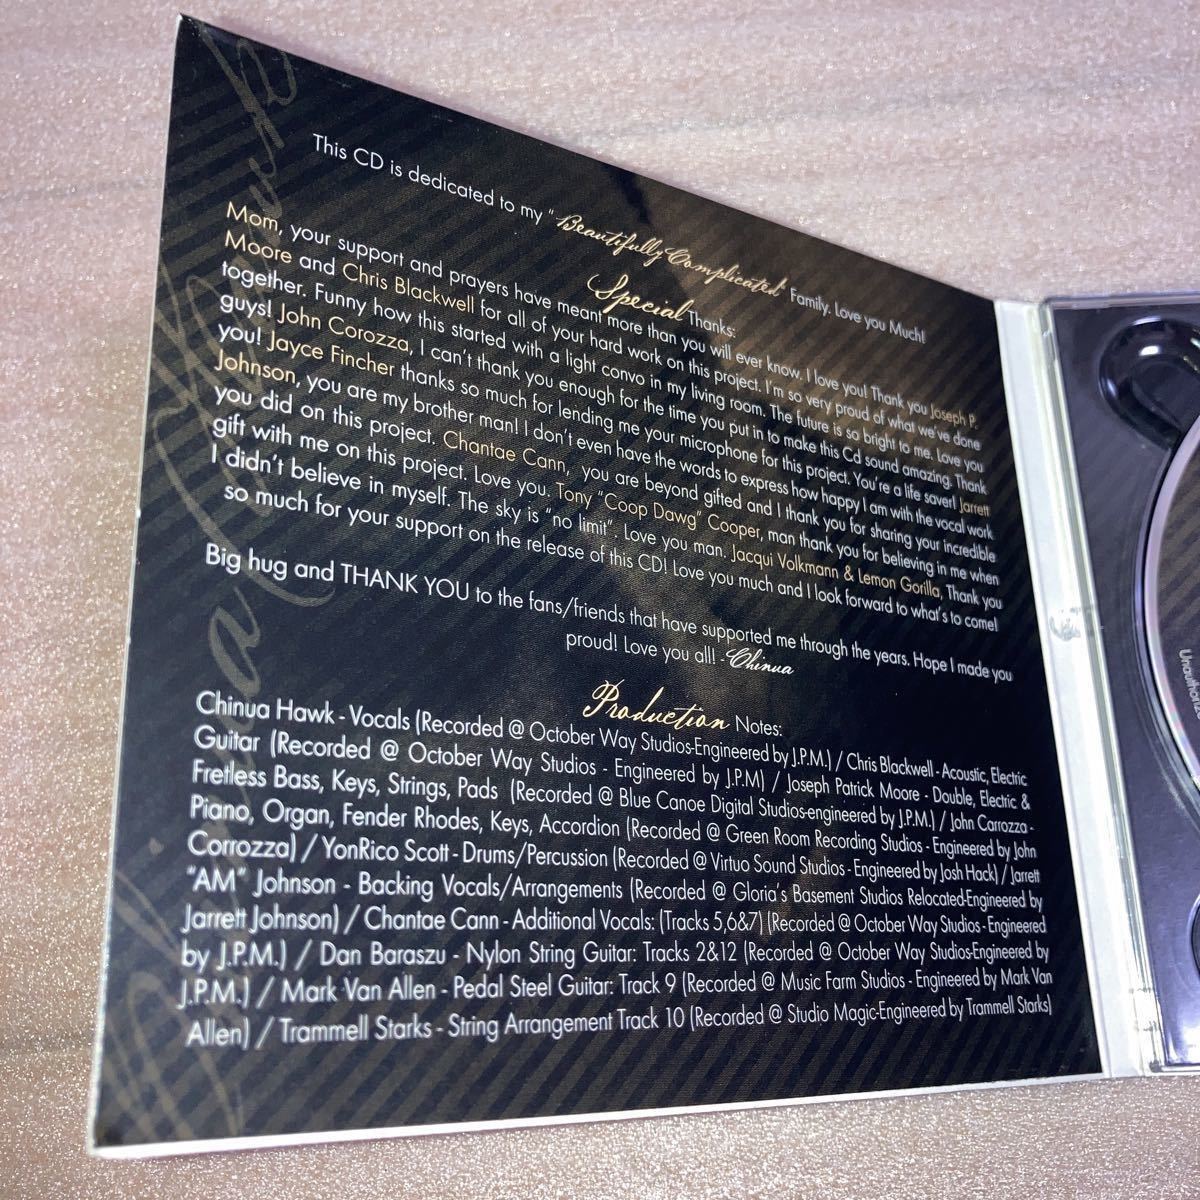 Chinua Hawk
This CD is dedicated to my "Beautifully Complicated" Family. Love you Much!
Special Thanks:
Mom, your support and prayers have meant more than you will ever know. I love you! Thank you Joseph P.
Moore and Chris Blackwell for all of your hard work on this project. I'm so very proud of what we've done
together. Funny how this started with a light convo in my living room. The future is so bright to me. Love you
guys! John Corozza, I can't thank you enough for the time you put in to make this Cd sound amazing. Thank
you! Jayce Fincher thanks so much for lending me your microphone for this project. You're a life saver! Jarrett
Johnson, you are my brother man! I don't even have the words to express how happy I am with the vocal work
you did on this project. Chantae Cann, you are beyond gifted and I thank you for sharing your incredible
gift with me on this project. Love you. Tony "Coop Dawg" Cooper, man thank you for believing in me when
I didn't believe in myself. The sky is "no limit". Love you man. Jacqui Volkmann & Lemon Gorilla, Thank you
so much for your support on the release of this CD! Love you much and I look forward to what's to come!
Big hug and THANK YOU to the fans/friends that have supported me through the years. Hope I made you
proud! Love you all! - Chinua
Production Notes:
Chinua Hawk - Vocals (Recorded @ October Way Studios-Engineered by J.P.M.) / Chris Blackwell - Acoustic, Electric
Guitar (Recorded @ October Way Studios - Engineered by J.P.M) / Joseph Patrick Moore - Double, Electric &
Fretless Bass, Keys, Strings, Pads (Recorded @ Blue Canoe Digital Studios-engineered by J.P.M.) / John Carrozza -
Piano, Organ, Fender Rhodes, Keys, Accordion (Recorded @ Green Room Recording Studios - Engineered by John
Corrozza) / YonRico Scott - Drums/Percussion (Recorded @ Virtuo Sound Studios - Engineered by Josh Hack) / Jarrett
"AM" Johnson - Backing Vocals/Arrangements (Recorded @ Gloria's Basement Studios Relocated-Engineered by
Jarrett Johnson) / Chantae Cann - Additional Vocals: (Tracks 5,6&7) (Recorded @ October Way Studios - Engineered
by J.P.M.) / Dan Baraszu - Nylon String Guitar: Tracks 2&12 (Recorded @ October Way Studios-Engineered by
J.P.M.) / Mark Van Allen - Pedal Steel Guitar: Track 9 (Recorded @ Music Farm Studios - Engineered by Mark Van
Allen) / Trammell Starks - String Arrangement Track 10 (Recorded @ Studio Magic-Engineered by Trammell Starks)